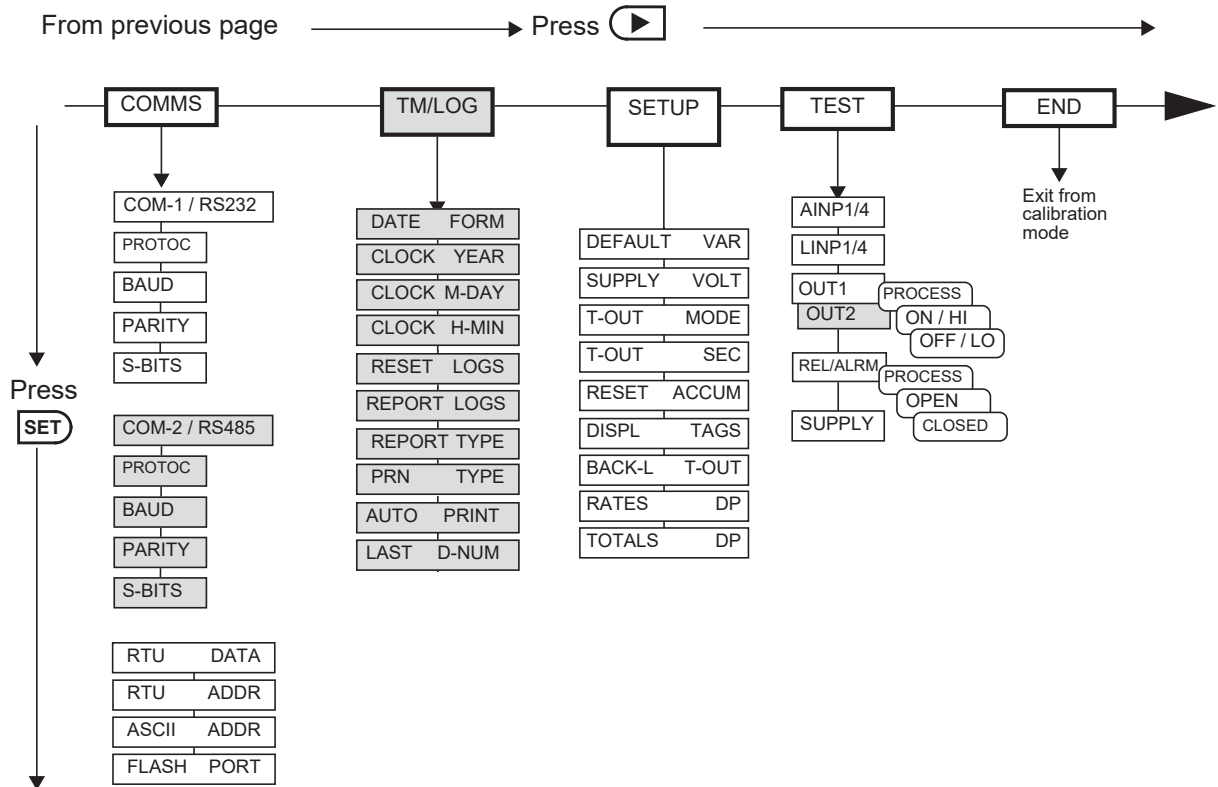 From previous page
Press
COMMS
TM/LOG
SETUP
TEST
END
Press
SET
COM-1 / RS232
PROTOC
BAUD
PARITY
S-BITS
COM-2 / RS485
PROTOC
BAUD
PARITY
S-BITS
RTU DATA
RTU ADDR
ASCII ADDR
FLASH PORT
DATE FORM
CLOCK YEAR
CLOCK M-DAY
CLOCK H-MIN
RESET LOGS
REPORT LOGS
REPORT TYPE
PRN TYPE
AUTO PRINT
LAST D-NUM
DEFAULT VAR
SUPPLY VOLT
T-OUT MODE
T-OUT SEC
RESET ACCUM
DISPL TAGS
BACK-L T-OUT
RATES DP
TOTALS DP
AINP1/4
LINP1/4
OUT1
OUT2
PROCESS
ON / HI
OFF / LO
REL/ALRM
PROCESS
OPEN
CLOSED
SUPPLY
Exit from
calibration
mode